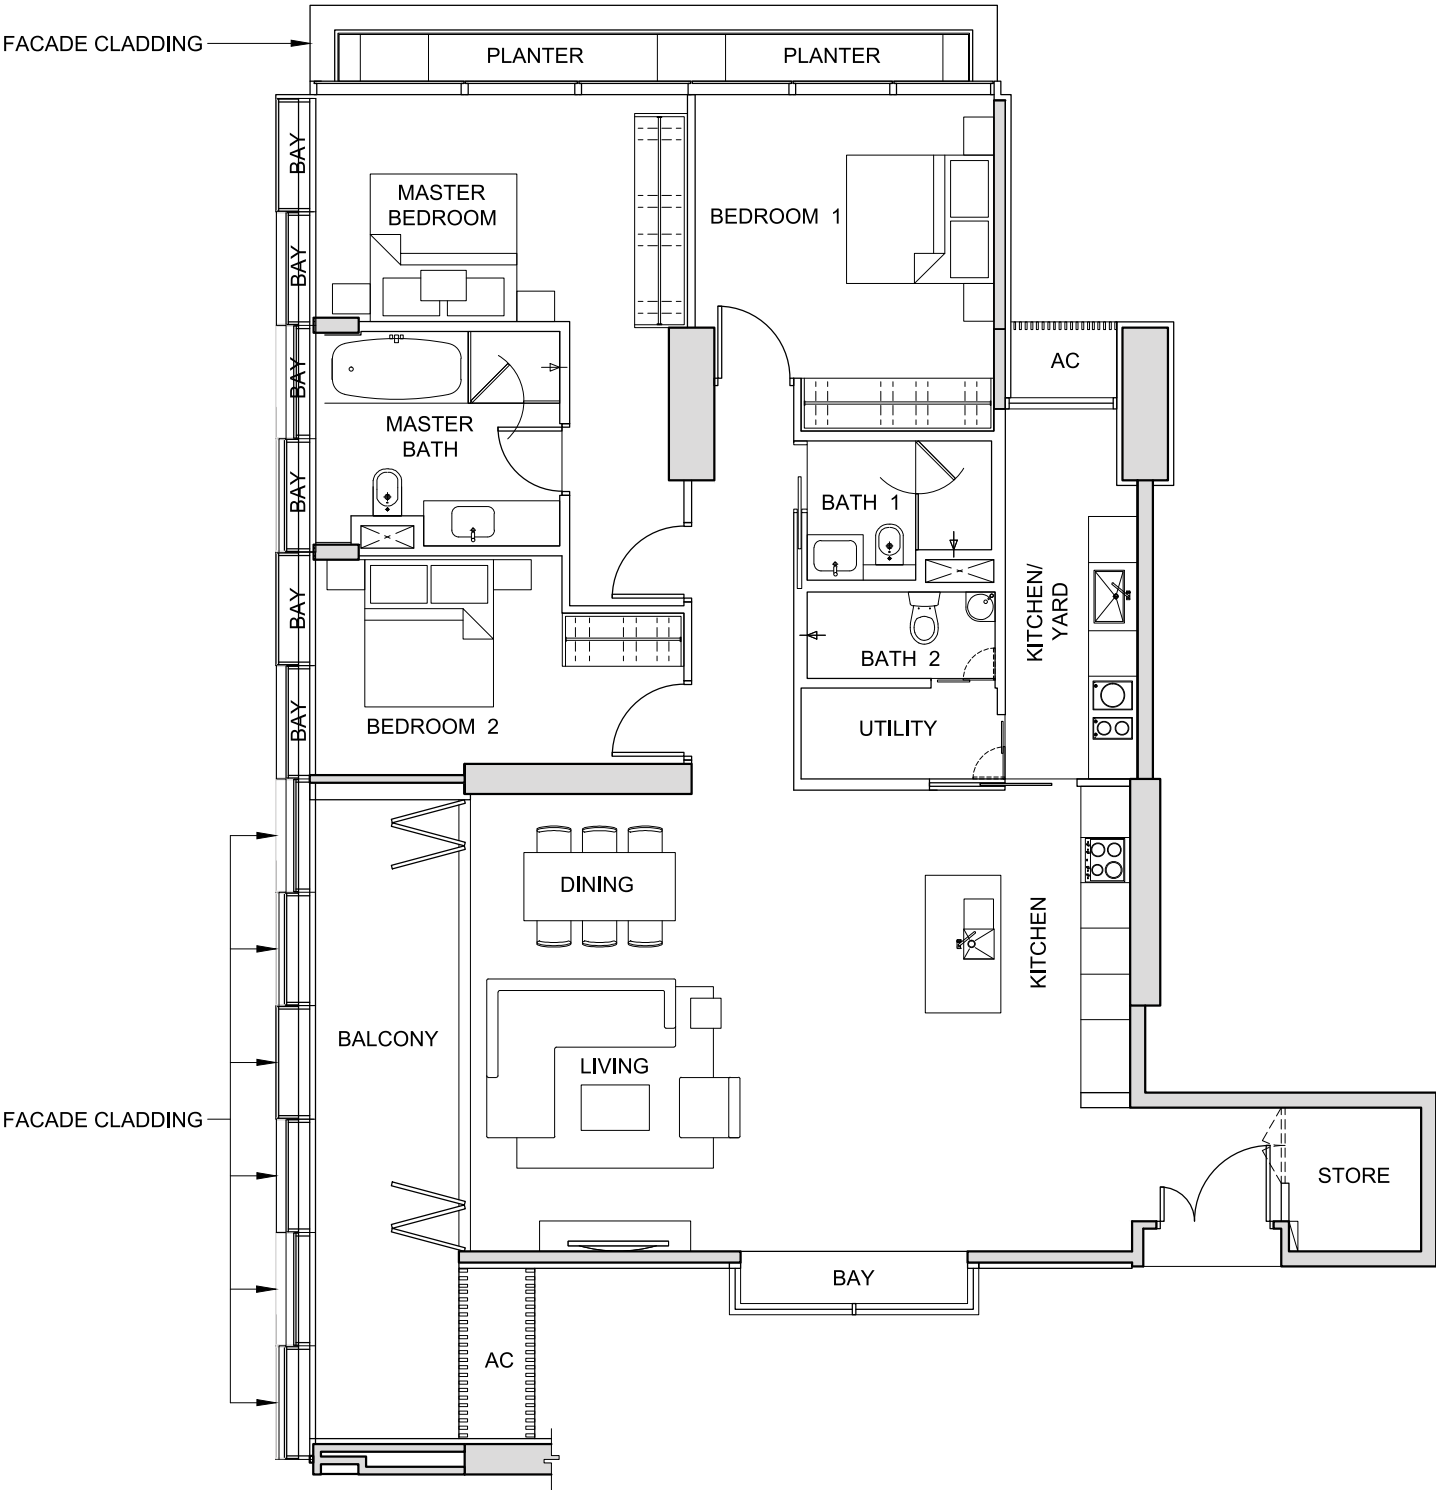 FACADE CLADDING
PLANTER
PLANTER
BAY
MASTER
BEDROOM
BEDROOM 1
BAY
BAY
AC
MASTER
BATH
BAY
BATH 1
BAY
KITCHEN/
YARD
BATH 2
BAY
BEDROOM 2
UTILITY
DINING
KITCHEN
BALCONY
LIVING
FACADE CLADDING
STORE
BAY
AC